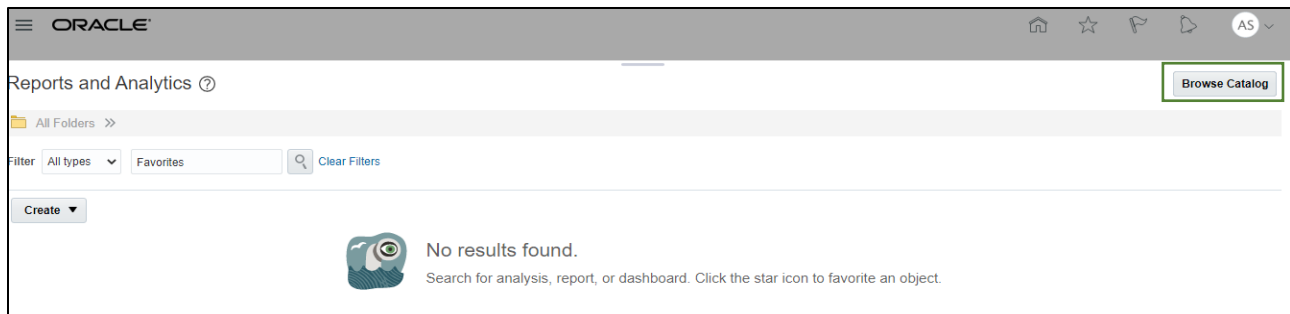 ORACLE
AS
Reports and Analytics
Browse Catalog
All Folders
Filter All types Favorites Clear Filters
Create
No results found.
Search for analysis, report, or dashboard. Click the star icon to favorite an object.